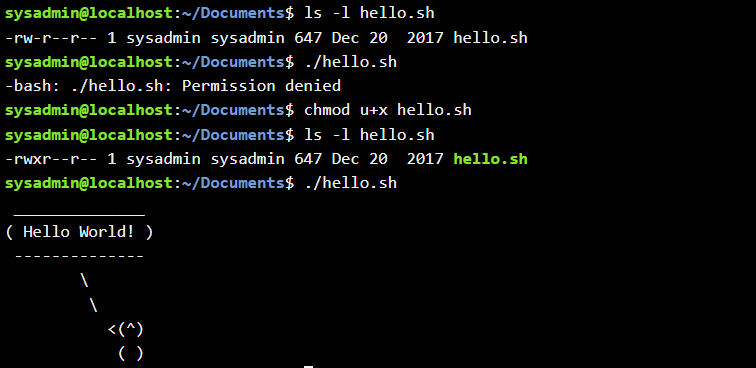 sysadmin@localhost:~/Documents$ ls -l hello.sh
-rw-r--r-- 1 sysadmin sysadmin 647 Dec 20  2017 hello.sh
sysadmin@localhost:~/Documents$ ./hello.sh
-bash: ./hello.sh: Permission denied
sysadmin@localhost:~/Documents$ chmod u+x hello.sh
sysadmin@localhost:~/Documents$ ls -l hello.sh
-rwxr--r-- 1 sysadmin sysadmin 647 Dec 20  2017 hello.sh
sysadmin@localhost:~/Documents$ ./hello.sh
 ______________
( Hello World! )
 --------------
        \
         \
           <(^)
            ( )